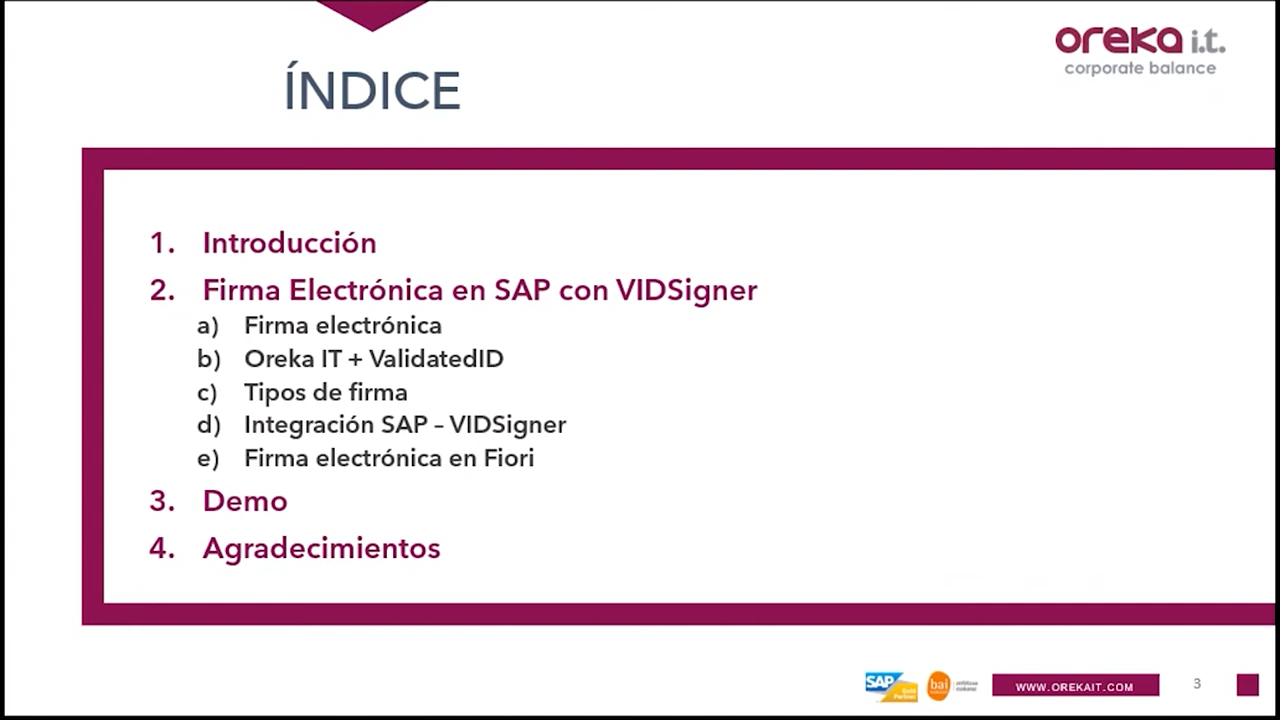 oreka i.t.
corporate balance
ÍNDICE
1. Introducción
2. Firma Electrónica en SAP con VIDSigner
a) Firma electrónica
b) Oreka IT + ValidatedID
c) Tipos de firma
d) Integración SAP – VIDSigner
e) Firma electrónica en Fiori
3. Demo
4. Agradecimientos
SAP
Gold
Partner
bai
WWW.OREKAIT.COM
3